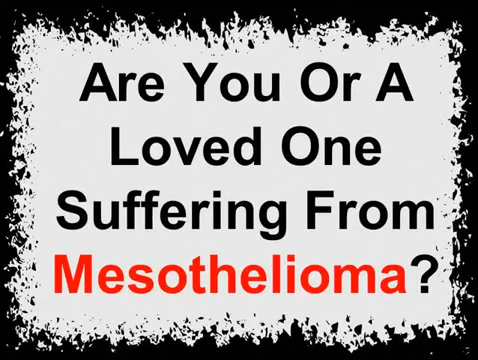 Are You Or A
Loved One
Suffering From
Mesothelioma?